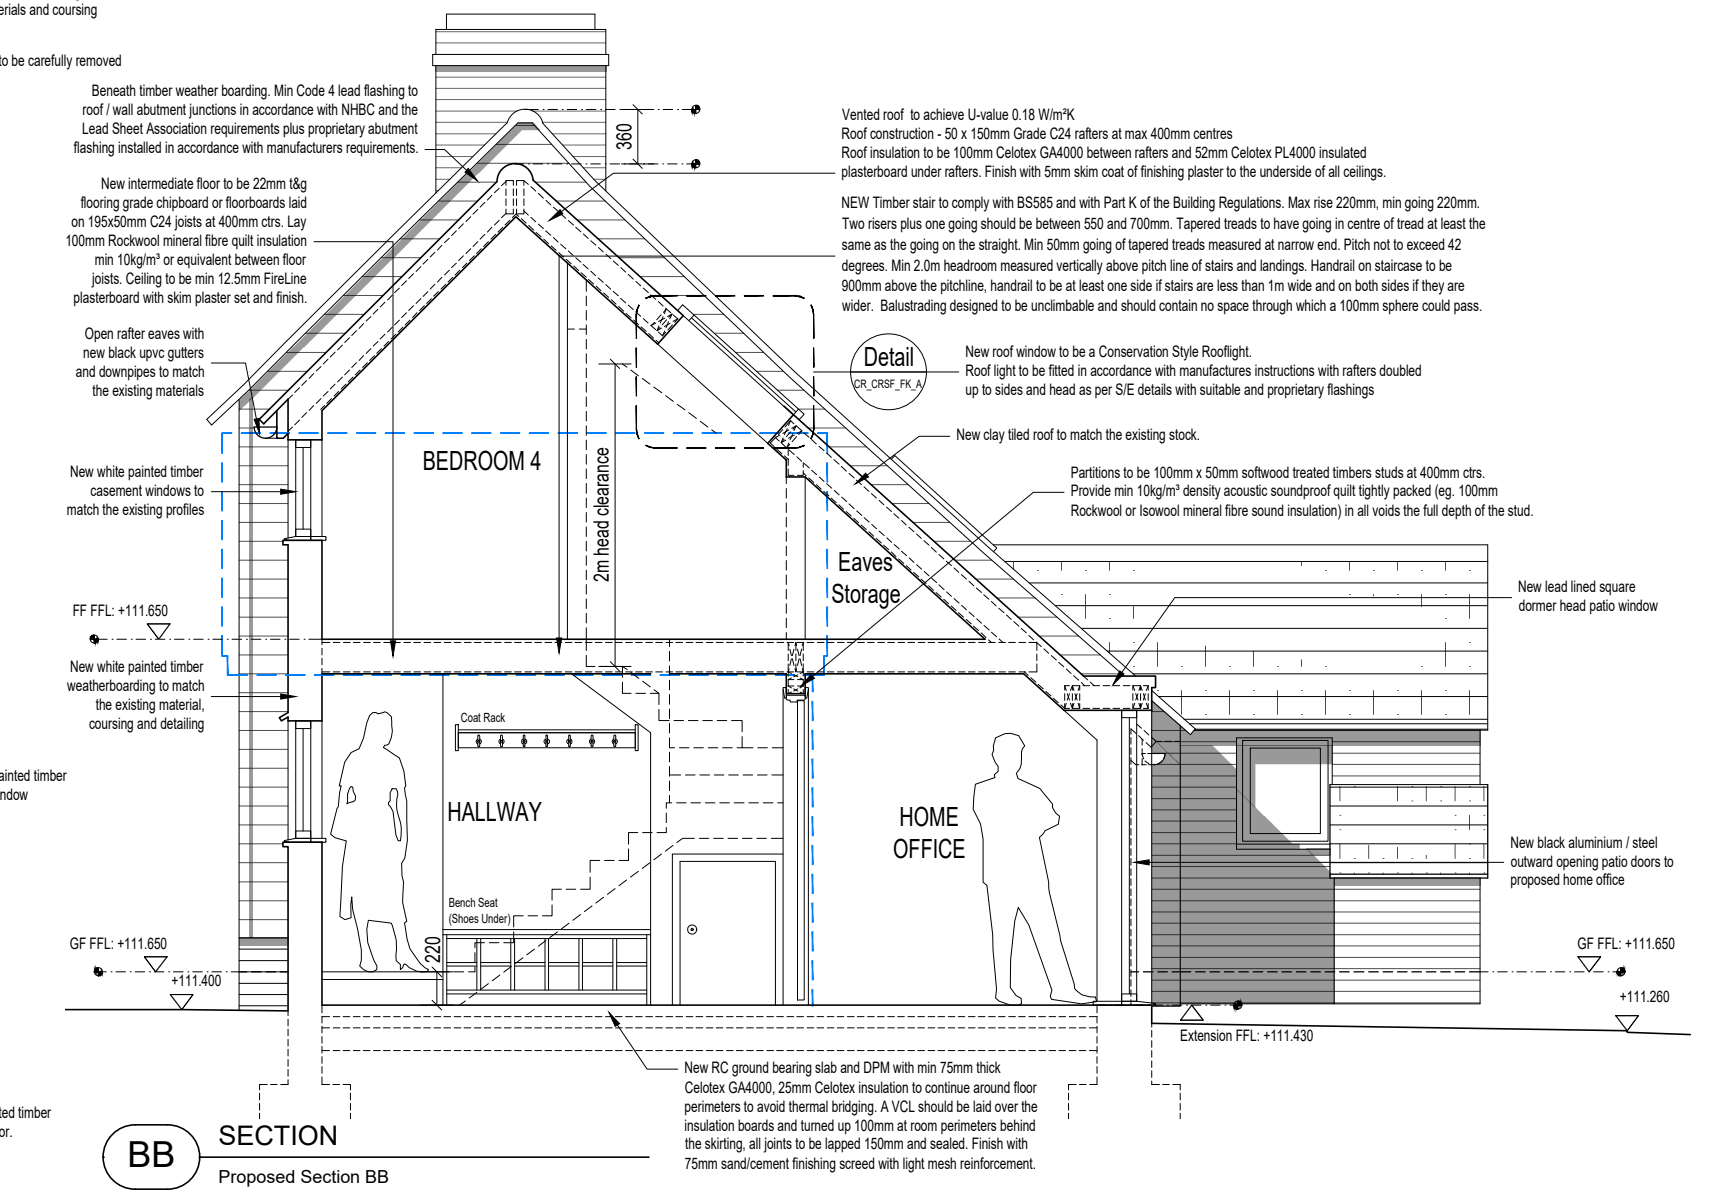 erials and coursing
to be carefully removed
Beneath timber weather boarding. Min Code 4 lead flashing to
roof / wall abutment junctions in accordance with NHBC and the
Lead Sheet Association requirements plus proprietary abutment
flashing installed in accordance with manufacturers requirements.
New intermediate floor to be 22mm t&g
flooring grade chipboard or floorboards laid
on 195x50mm C24 joists at 400mm ctrs. Lay
100mm Rockwool mineral fibre quilt insulation
min 10kg/m³ or equivalent between floor
joists. Ceiling to be min 12.5mm FireLine
plasterboard with skim plaster set and finish.
Open rafter eaves with
new black upvc gutters
and downpipes to match
the existing materials
New white painted timber
casement windows to
match the existing profiles
FF FFL: +111.650
New white painted timber
weatherboarding to match
the existing material,
coursing and detailing
ainted timber
ndow
GF FFL: +111.650
+111.400
ted timber
or.
360
Vented roof to achieve U-value 0.18 W/m²K
Roof construction - 50 x 150mm Grade C24 rafters at max 400mm centres
Roof insulation to be 100mm Celotex GA4000 between rafters and 52mm Celotex PL4000 insulated
plasterboard under rafters. Finish with 5mm skim coat of finishing plaster to the underside of all ceilings.
NEW Timber stair to comply with BS585 and with Part K of the Building Regulations. Max rise 220mm, min going 220mm.
Two risers plus one going should be between 550 and 700mm. Tapered treads to have going in centre of tread at least the
same as the going on the straight. Min 50mm going of tapered treads measured at narrow end. Pitch not to exceed 42
degrees. Min 2.0m headroom measured vertically above pitch line of stairs and landings. Handrail on staircase to be
900mm above the pitchline, handrail to be at least one side if stairs are less than 1m wide and on both sides if they are
wider. Balustrading designed to be unclimbable and should contain no space through which a 100mm sphere could pass.
Detail
CR_CRSF_FK_A
New roof window to be a Conservation Style Rooflight.
Roof light to be fitted in accordance with manufactures instructions with rafters doubled
up to sides and head as per S/E details with suitable and proprietary flashings
New clay tiled roof to match the existing stock.
Partitions to be 100mm x 50mm softwood treated timbers studs at 400mm ctrs.
Provide min 10kg/m³ density acoustic soundproof quilt tightly packed (eg. 100mm
Rockwool or Isowool mineral fibre sound insulation) in all voids the full depth of the stud.
BEDROOM 4
2m head clearance
Eaves
Storage
New lead lined square
dormer head patio window
Coat Rack
HALLWAY
HOME
OFFICE
Bench Seat
(Shoes Under)
220
New black aluminium / steel
outward opening patio doors to
proposed home office
GF FFL: +111.650
+111.260
Extension FFL: +111.430
New RC ground bearing slab and DPM with min 75mm thick
Celotex GA4000, 25mm Celotex insulation to continue around floor
perimeters to avoid thermal bridging. A VCL should be laid over the
insulation boards and turned up 100mm at room perimeters behind
the skirting, all joints to be lapped 150mm and sealed. Finish with
75mm sand/cement finishing screed with light mesh reinforcement.
BB
SECTION
Proposed Section BB